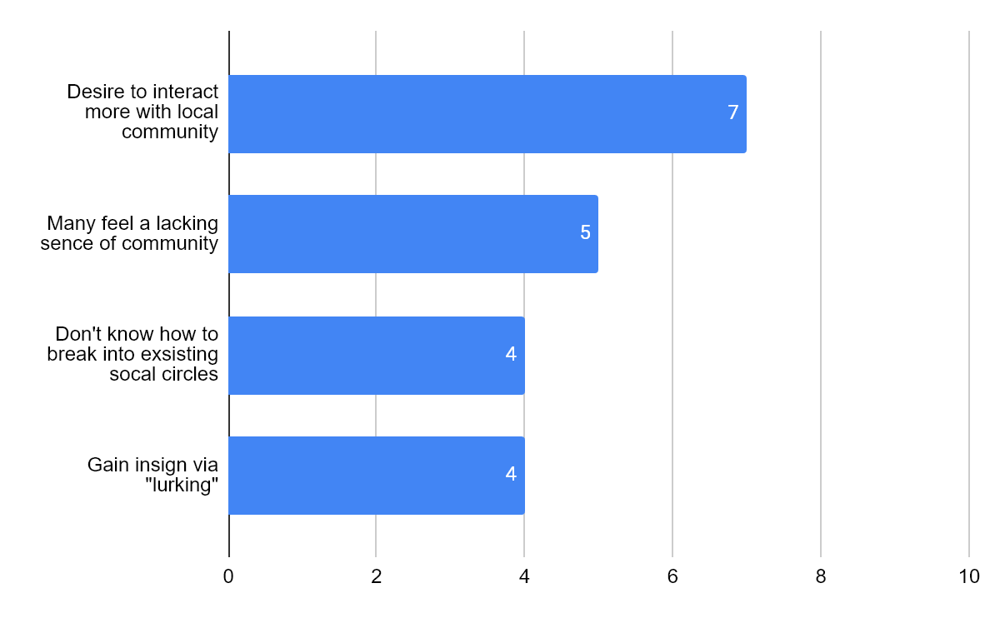 Desire to interact
more with local
community
7
Many feel a lacking
sence of community
5
Don't know how to
break into exsisting
socal circles
4
Gain insign via
"lurking"
4
0 2 4 6 8 10